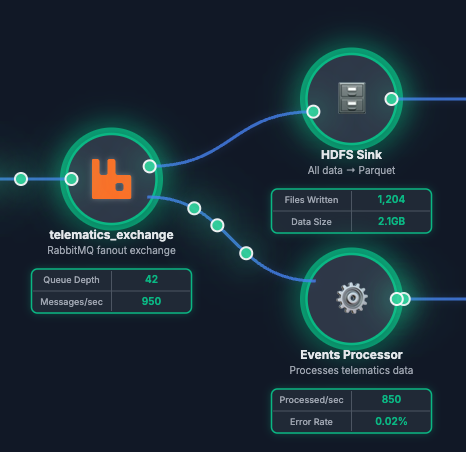 HDFS Sink
All data → Parquet
Files Written 1,204
Data Size 2.1GB
telematics_exchange
RabbitMQ fanout exchange
Queue Depth 42
Messages/sec 950
Events Processor
Processes telematics data
Processed/sec 850
Error Rate 0.02%